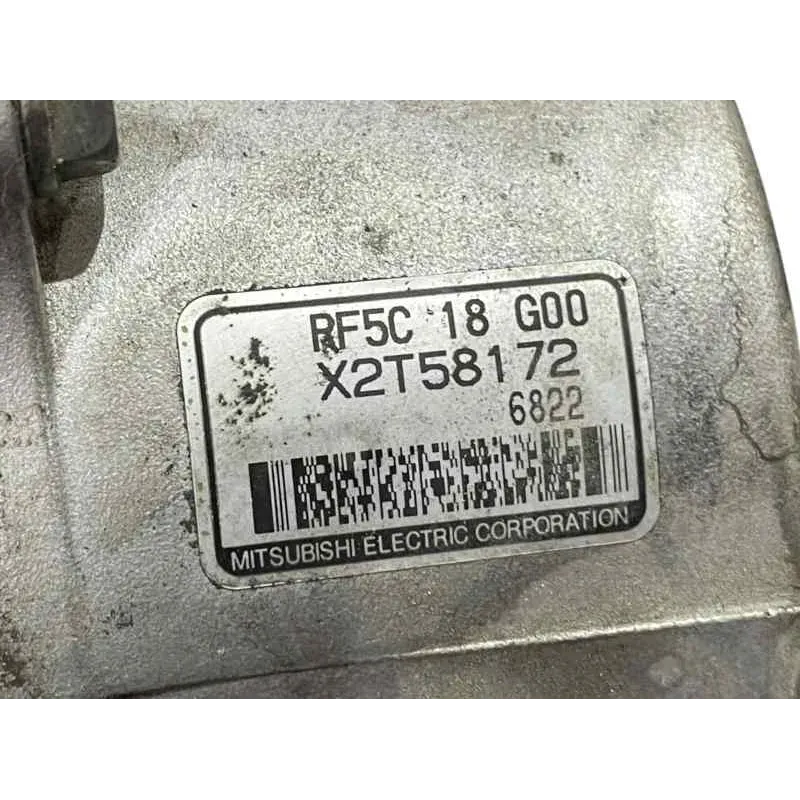 RF5C 18 G00
X2T58172
6822
MITSUBISHI ELECTRIC CORPORATION